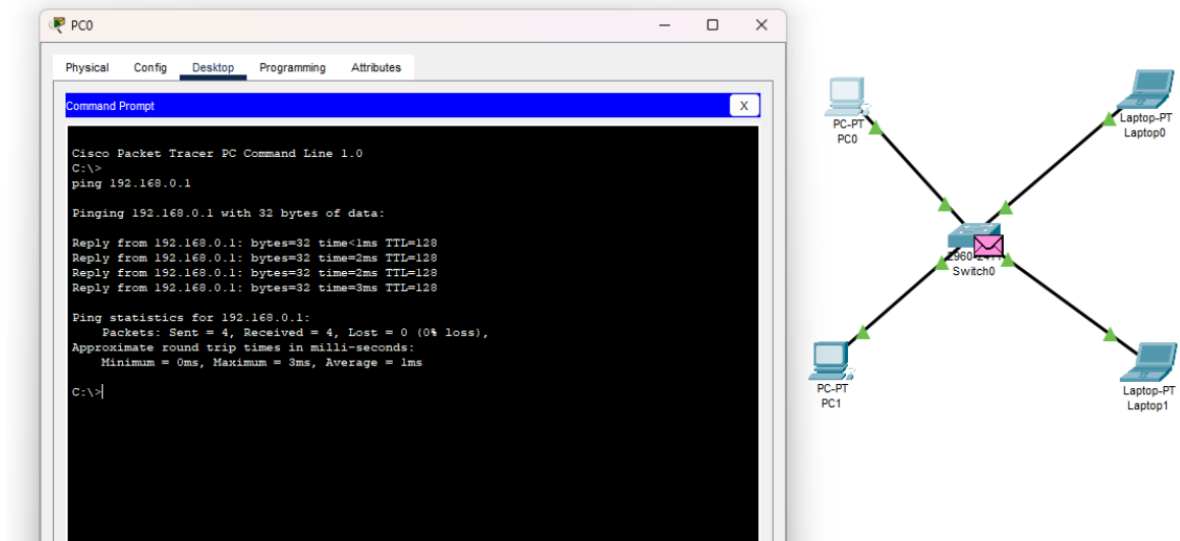 PC0
Physical Config Desktop Programming Attributes
Command Prompt
X
Cisco Packet Tracer PC Command Line 1.0
C:\>
ping 192.168.0.1
Pinging 192.168.0.1 with 32 bytes of data:
Reply from 192.168.0.1: bytes=32 time<1ms TTL=128
Reply from 192.168.0.1: bytes=32 time=2ms TTL=128
Reply from 192.168.0.1: bytes=32 time=2ms TTL=128
Reply from 192.168.0.1: bytes=32 time=3ms TTL=128
Ping statistics for 192.168.0.1:
Packets: Sent = 4, Received = 4, Lost = 0 (0% loss),
Approximate round trip times in milli-seconds:
Minimum = 0ms, Maximum = 3ms, Average = 1ms
C:\>
PC-PT
PC0
Laptop-PT
Laptop0
Switch0
PC-PT
PC1
Laptop-PT
Laptop1